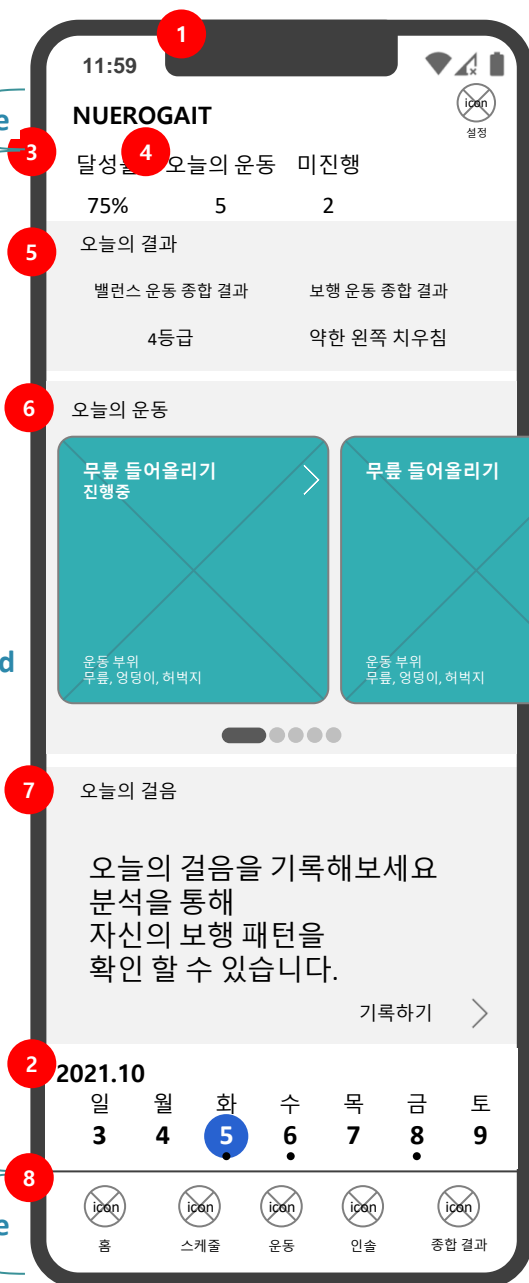 1
11:59
NUEROGAIT
icon
설정
e
3
4
달성
오늘의 운동
미진행
75%
5
2
5
오늘의 결과
밸런스 운동 종합 결과
보행 운동 종합 결과
4등급
약한 왼쪽 치우침
6
오늘의 운동
무릎 들어올리기
진행중
운동 부위
무릎, 엉덩이, 허벅지
무릎 들어올리기
운동 부위
무릎, 엉덩이, 허벅지
d
7
오늘의 걸음
오늘의 걸음을 기록해보세요
분석을 통해
자신의 보행 패턴을
확인 할 수 있습니다.
기록하기
2
2021.10
일 월 화 수 목 금 토
3 4 5 6 7 8 9
8
e
icon icon icon icon icon
홈 스케줄 운동 인솔 종합 결과